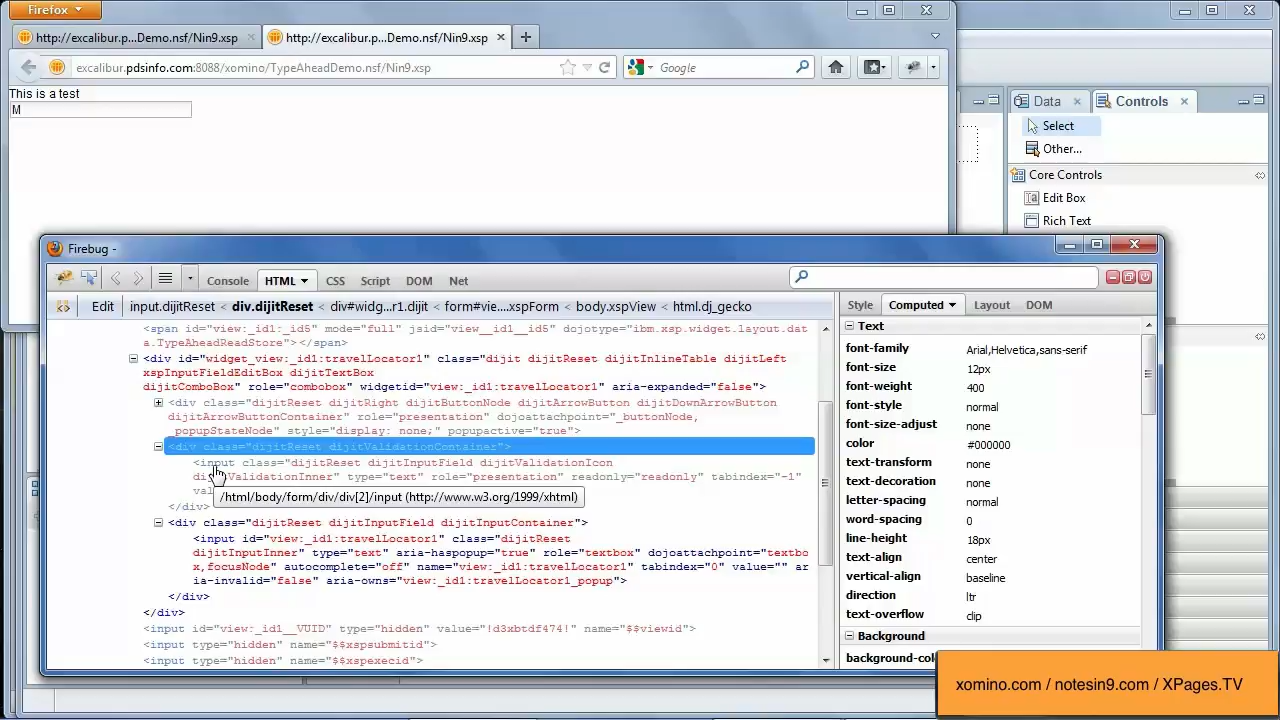 Firefox
http://excalibur.p...Demo.nsf/Nin9.xsp
http://excalibur.p...Demo.nsf/Nin9.xsp
excalibur.pdsinfo.com:8088/xomino/TypeAheadDemo.nsf/Nin9.xsp
Google
This is a test
M
Data
Controls
Select
Other...
Core Controls
Edit Box
Rich Text
Firebug -
Console
HTML
CSS
Script
DOM
Net
Edit
input.dijitReset < div.dijitReset < div#widg...r1.dijit < form#vie....xspForm < body.xspView < html.dj_gecko
<span id="view:_id1:_id5" mode="full" jsid="view__id1__id5" dojotype="ibm.xsp.widget.layout.dat
a.TypeAheadReadStore"></span>
<div id="widget_view:_id1:travelLocator1" class="dijit dijitReset dijitInlineTable dijitLeft
xspInputFieldEditBox dijitTextBox
dijitComboBox" role="combobox" widgetid="view:_id1:travelLocator1" aria-expanded="false">
<div class="dijitReset dijitRight dijitButtonNode dijitArrowButton dijitDownArrowButton
dijitArrowButtonContainer" role="presentation" dojoattachpoint="_buttonNode,
_popupStateNode" style="display: none;" popupactive="true">
<div class="dijitReset dijitValidationContainer">
<input class="dijitReset dijitInputField dijitValidationIcon
dijitValidationInner" type="text" role="presentation" readonly="readonly" tabindex="-1"
va
/html/body/form/div/div[2]/input (http://www.w3.org/1999/xhtml)
</div>
<div class="dijitReset dijitInputField dijitInputContainer">
<input id="view:_id1:travelLocator1" class="dijitReset
dijitInputInner" type="text" aria-haspopup="true" role="textbox" dojoattachpoint="textbo
x,focusNode" autocomplete="off" name="view:_id1:travelLocator1" tabindex="0" value="" ar
ia-invalid="false" aria-owns="view:_id1:travelLocator1_popup">
</div>
</div>
<input id="view:_id1__VUID" type="hidden" value="!d3xbtdf474!" name="$$viewid">
<input type="hidden" name="$$xspsubmitid">
<input type="hidden" name="$$xspexecid">
Style
Computed
Layout
DOM
Text
font-family Arial,Helvetica,sans-serif
font-size 12px
font-weight 400
font-style normal
font-size-adjust none
color #000000
text-transform none
text-decoration none
letter-spacing normal
word-spacing 0
line-height 18px
text-align center
vertical-align baseline
direction ltr
text-overflow clip
Background
background-colo
xomino.com / notesin9.com / XPages.TV